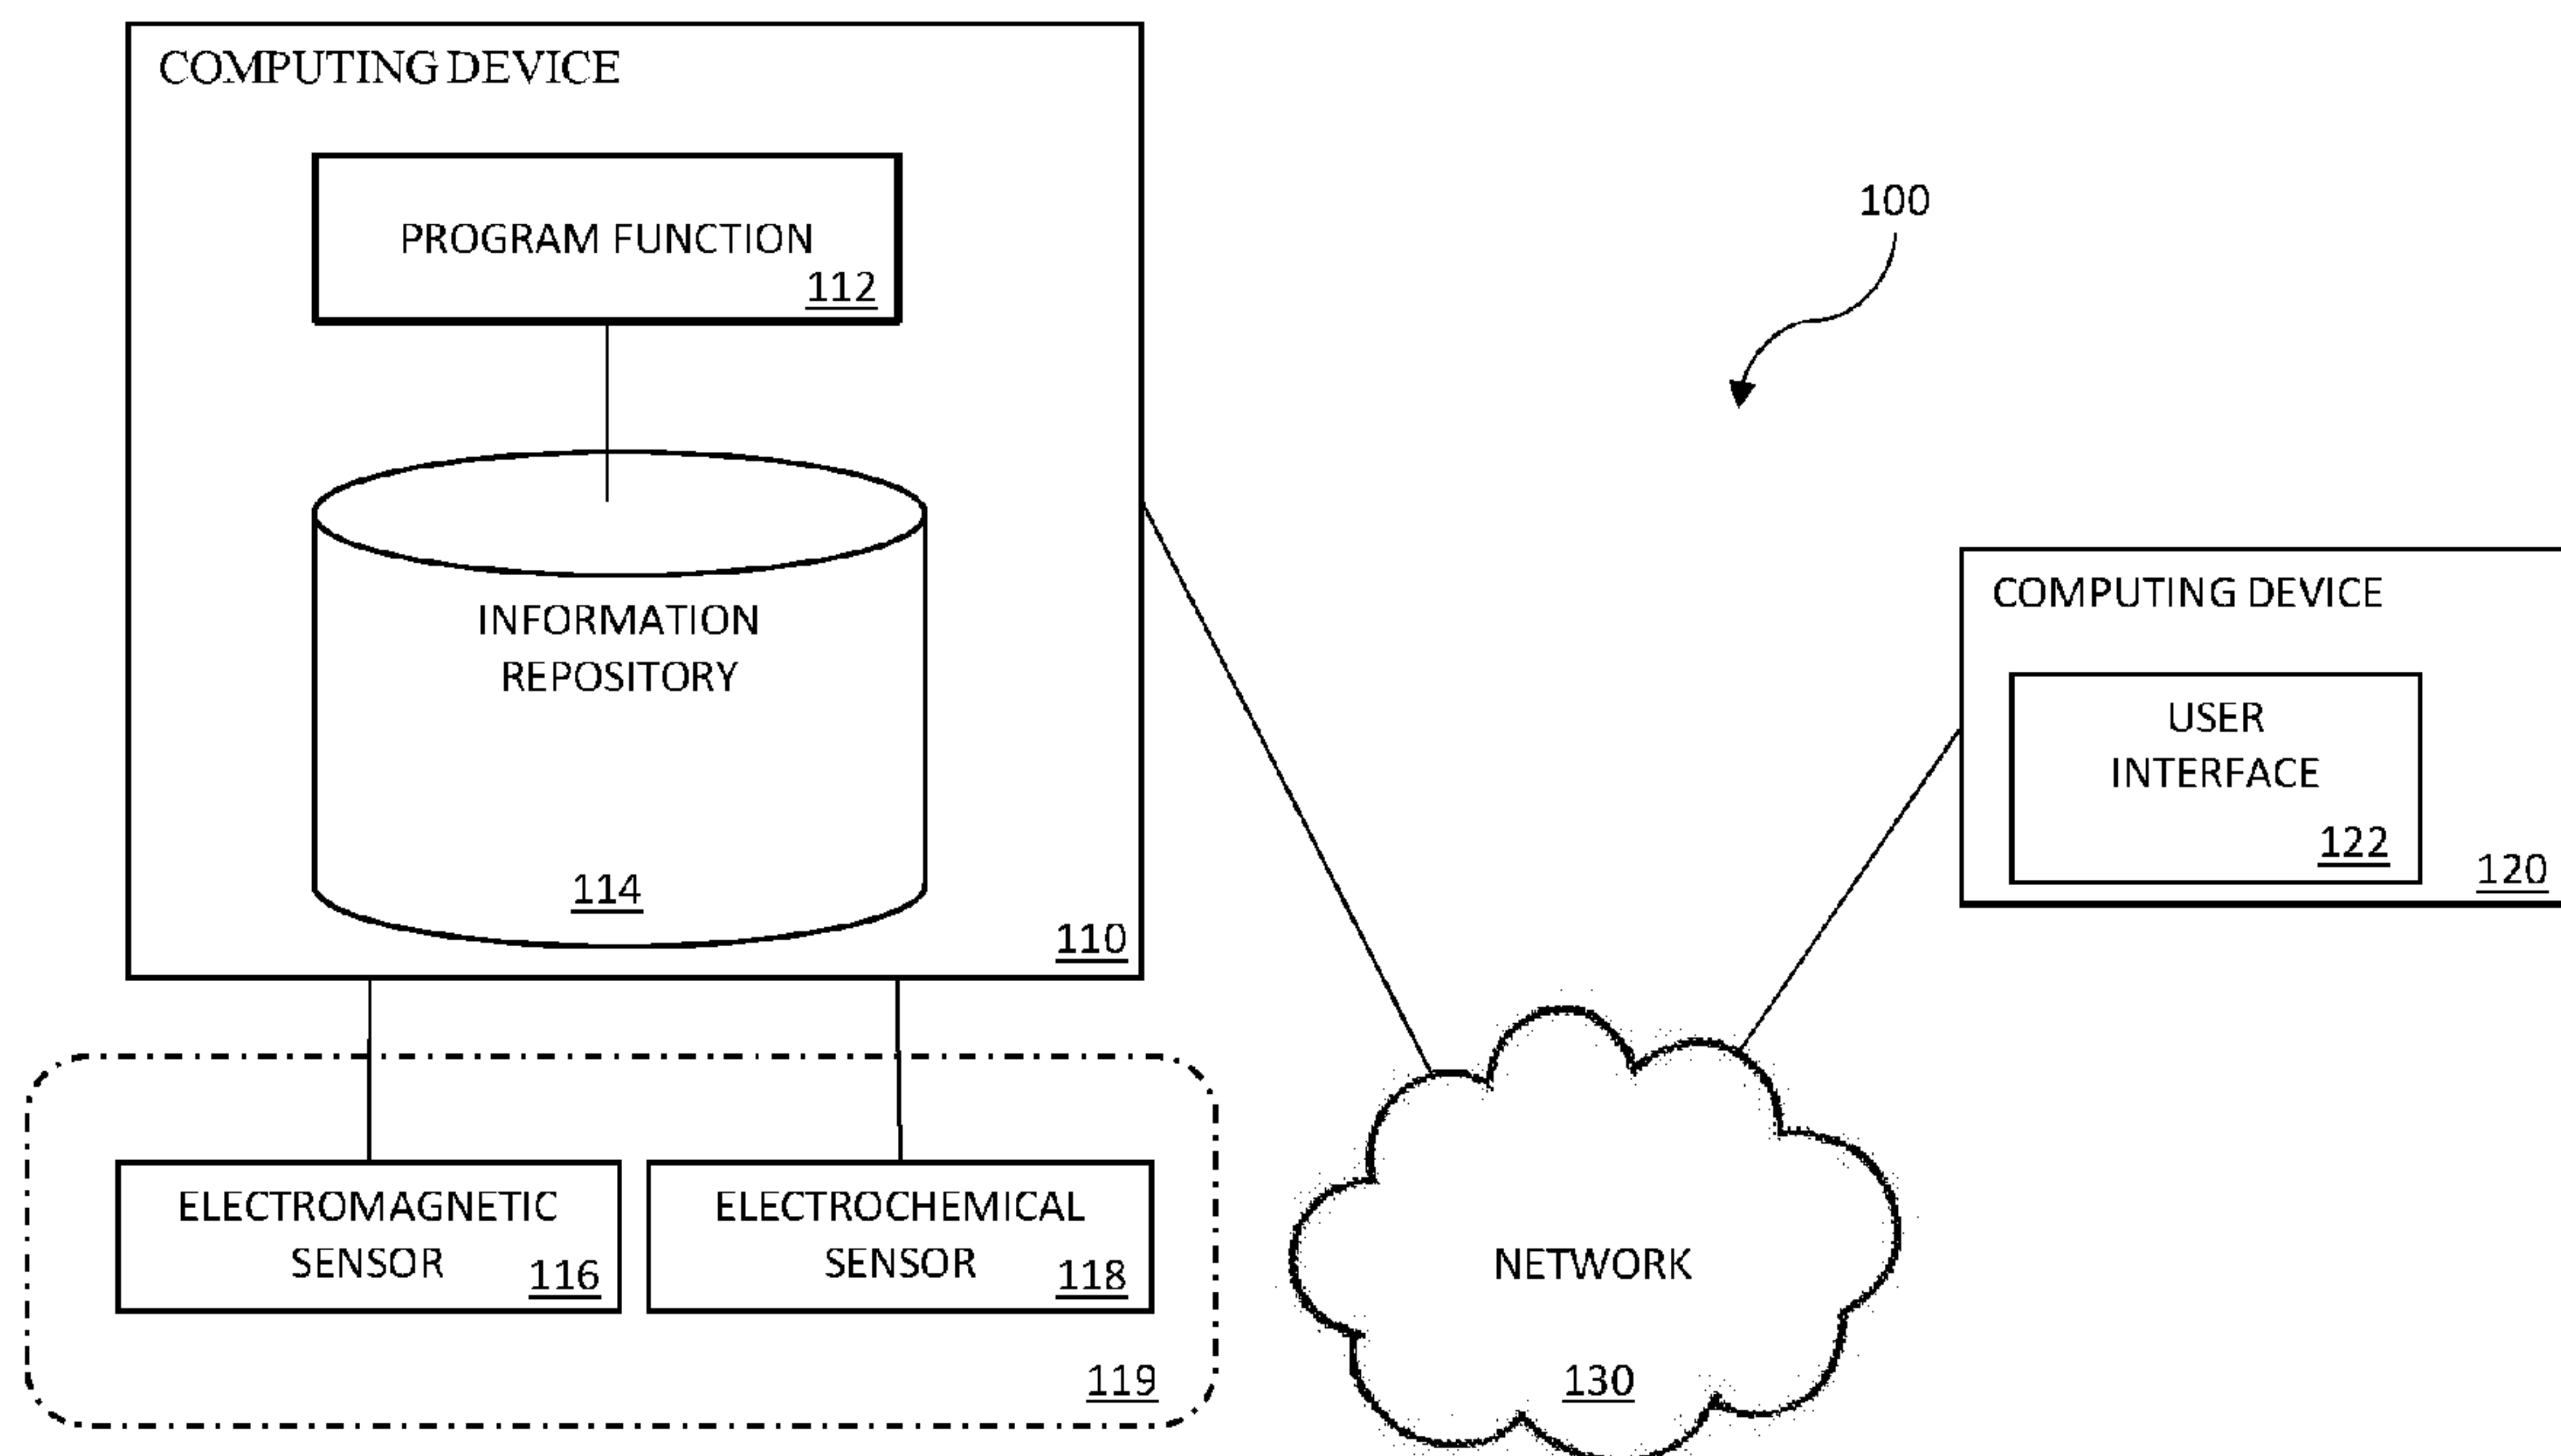 COMPUTING DEVICE
PROGRAM FUNCTION
112
INFORMATION
REPOSITORY
114
110
ELECTROMAGNETIC
SENSOR
116
ELECTROCHEMICAL
SENSOR
118
119
100
COMPUTING DEVICE
USER
INTERFACE
122
120
NETWORK
130